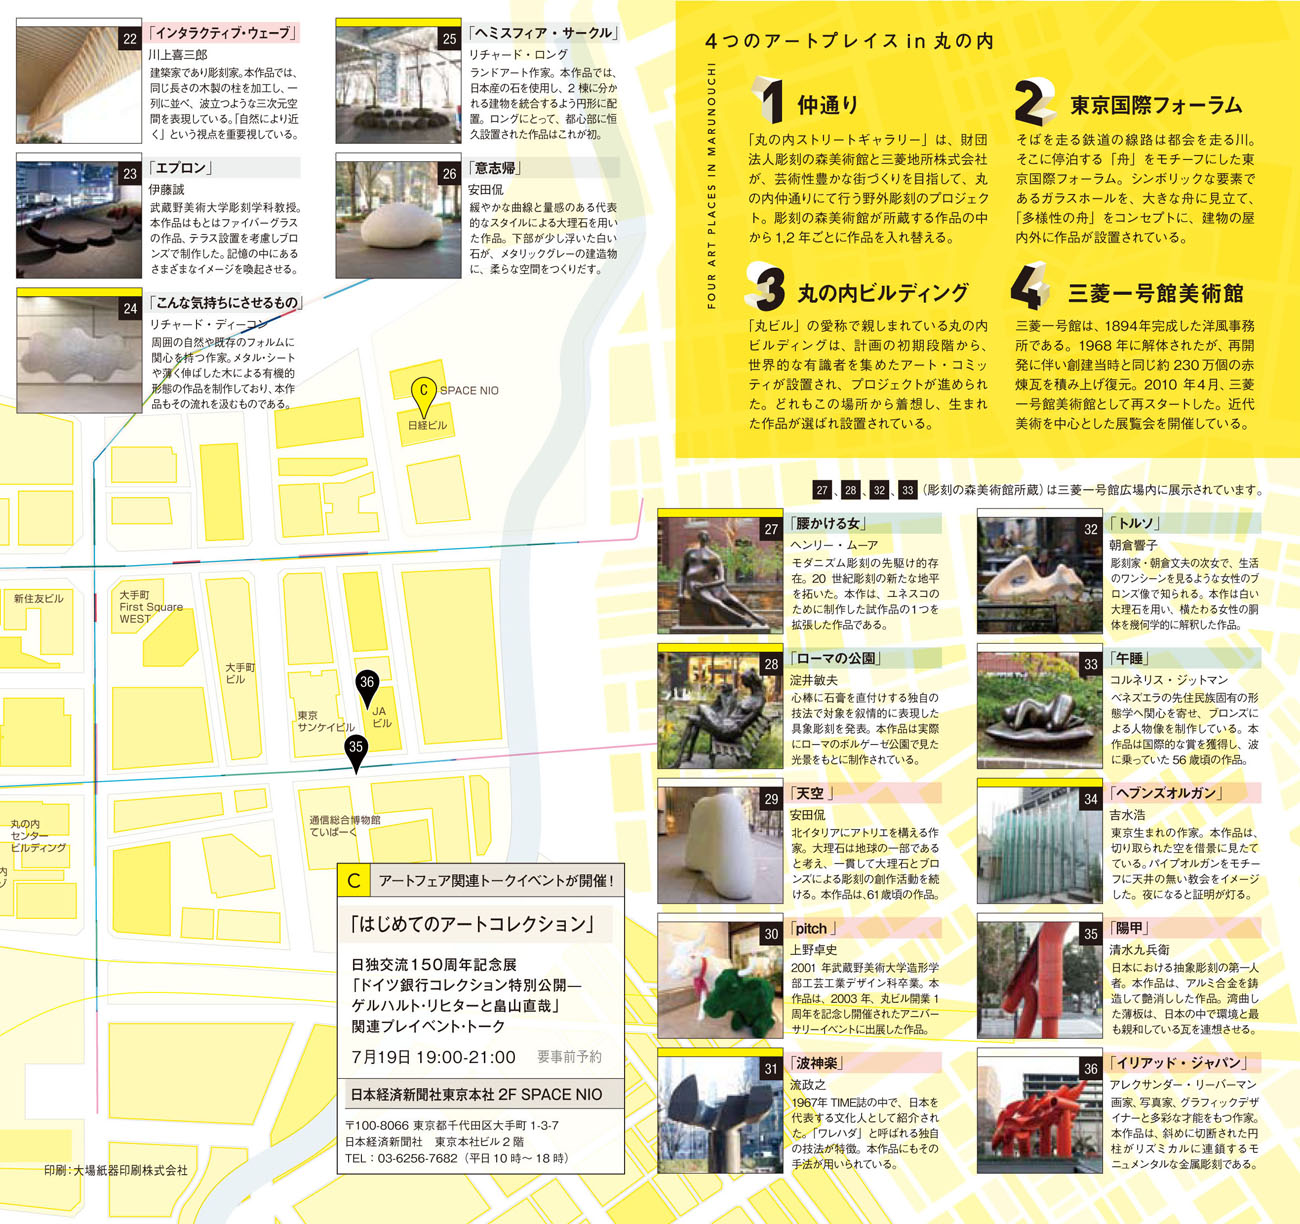 22
「インタラクティブ・ウェーブ」
川上喜三郎
建築家であり彫刻家。本作品では、
同じ長さの木製の柱を加工し、一
列に並べ、波立つような三次元空
間を表現している。「自然により近
く」という視点を重要視している。
23
「エプロン」
伊藤誠
武蔵野美術大学彫刻学科教授。
本作品はもとはファイバーグラス
の作品、テラス設置を考慮しブロ
ンズで制作した。記憶の中にある
さまざまなイメージを喚起させる。
24
「こんな気持ちにさせるもの」
リチャード・ディーコン
周囲の自然や既存のフォルムに
関心を持つ作家。メタル・シート
や薄く伸ばした木による有機的
形態の作品を制作しており、本作
品もその流れを汲むものである。
25
「ヘミスフィア・サークル」
リチャード・ロング
ランドアート作家。本作品では、
日本産の石を使用し、2 棟に分か
れる建物を統合するよう円形に配
置。ロングにとって、都心部に恒
久設置された作品はこれが初。
26
「意志帰」
安田侃
緩やかな曲線と量感のある代表
的なスタイルによる大理石を用い
た作品。下部が少し浮いた白い
石が、メタリックグレーの建造物
に、柔らな空間をつくりだす。
4つのアートプレイス in 丸の内
FOUR ART PLACES IN MARUNOUCHI
1 仲通り
「丸の内ストリートギャラリー」は、財団
法人彫刻の森美術館と三菱地所株式会社
が、芸術性豊かな街づくりを目指して、丸
の内仲通りにて行う野外彫刻のプロジェク
ト。彫刻の森美術館が所蔵する作品の中
から1,2 年ごとに作品を入れ替える。
2 東京国際フォーラム
そばを走る鉄道の線路は都会を走る川。
そこに停泊する「舟」をモチーフにした東
京国際フォーラム。シンボリックな要素で
あるガラスホールを、大きな舟に見立て、
「多様性の舟」をコンセプトに、建物の屋
内外に作品が設置されている。
3 丸の内ビルディング
「丸ビル」の愛称で親しまれている丸の内
ビルディングは、計画の初期段階から、
世界的な有識者を集めたアート・コミッ
ティが設置され、プロジェクトが進められ
た。どれもこの場所から着想し、生まれ
た作品が選ばれ設置されている。
4 三菱一号館美術館
三菱一号館は、1894年完成した洋風事務
所である。1968 年に解体されたが、再開
発に伴い創建当時と同じ約 230 万個の赤
煉瓦を積み上げ復元。2010 年4月、三菱
一号館美術館として再スタートした。近代
美術を中心とした展覧会を開催している。
C
SPACE NIO
日経ビル
新住友ビル
大手町
First Square
WEST
大手町
ビル
東京
サンケイビル
36
JA
ビル
35
通信総合博物館
ていぱーく
丸の内
センター
ビルディング
内
27、28、32、33（彫刻の森美術館所蔵）は三菱一号館広場内に展示されています。
27
「腰かける女」
ヘンリー・ムーア
モダニズム彫刻の先駆け的存
在。20 世紀彫刻の新たな地平
を拓いた。本作は、ユネスコの
ために制作した試作品の1つを
拡張した作品である。
28
「ローマの公園」
淀井敏夫
心棒に石膏を直付けする独自の
技法で対象を叙情的に表現した
具象彫刻を発表。本作品は実際
にローマのボルゲーゼ公園で見た
光景をもとに制作されている。
29
「天空 」
安田侃
北イタリアにアトリエを構える作
家。大理石は地球の一部である
と考え、一貫して大理石とブロ
ンズによる彫刻の創作活動を続
ける。本作品は、61歳頃の作品。
30
「pitch 」
上野卓史
2001 年武蔵野美術大学造形学
部工芸工業デザイン科卒業。本
作品は、2003 年、丸ビル開業 1
周年を記念し開催されたアニバー
サリーイベントに出展した作品。
31
「波神楽」
流政之
1967年 TIME誌の中で、日本を
代表する文化人として紹介され
た。「ワレハダ」と呼ばれる独自
の技法が特徴。本作品にもその
手法が用いられている。
32
「トルソ」
朝倉響子
彫刻家・朝倉文夫の次女で、生活
のワンシーンを見るような女性のブ
ロンズ像で知られる。本作は白い
大理石を用い、横たわる女性の胴
体を幾何学的に解釈した作品。
33
「午睡」
コルネリス・ジットマン
ベネズエラの先住民族固有の形
態学へ関心を寄せ、ブロンズに
よる人物像を制作している。本
作品は国際的な賞を獲得し、波
に乗っていた 56 歳頃の作品。
34
「ヘブンズオルガン」
吉水浩
東京生まれの作家。本作品は、
切り取られた空を借景に見たて
ている。パイプオルガンをモチー
フに天井の無い教会をイメージ
した。夜になると証明が灯る。
35
「陽甲」
清水九兵衛
日本における抽象彫刻の第一人
者。本作品は、アルミ合金を鋳
造して艶消しした作品。湾曲し
た薄板は、日本の中で環境と最
も親和している瓦を連想させる。
36
「イリアッド・ジャパン」
アレクサンダー・リーバーマン
画家、写真家、グラフィックデザ
イナーと多彩な才能をもつ作家。
本作品は、斜めに切断された円
柱がリズミカルに連鎖するモ
ニュメンタルな金属彫刻である。
C アートフェア関連トークイベントが開催！
「はじめてのアートコレクション」
日独交流150周年記念展
「ドイツ銀行コレクション特別公開—
ゲルハルト・リヒターと畠山直哉」
関連プレイベント・トーク
7月19日 19:00-21:00 要事前予約
日本経済新聞社東京本社 2F SPACE NIO
〒100-8066 東京都千代田区大手町 1-3-7
日本経済新聞社 東京本社ビル 2 階
TEL：03-6256-7682（平日 10 時〜 18 時）
印刷：大場紙器印刷株式会社